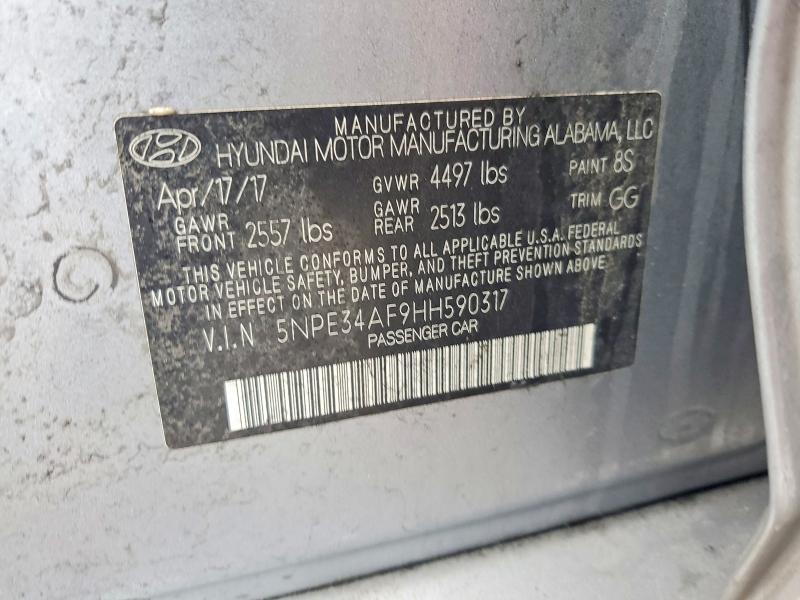 MANUFACTURED BY
HYUNDAI MOTOR MANUFACTURING ALABAMA, LLC
Apr/17/17 GVWR 4497 lbs PAINT 8S
GAWR FRONT 2557 lbs GAWR REAR 2513 lbs TRIM GG
THIS VEHICLE CONFORMS TO ALL APPLICABLE U.S.A. FEDERAL
MOTOR VEHICLE SAFETY, BUMPER, AND THEFT PREVENTION STANDARDS
IN EFFECT ON THE DATE OF MANUFACTURE SHOWN ABOVE.
V.I.N 5NPE34AF9HH590317
PASSENGER CAR